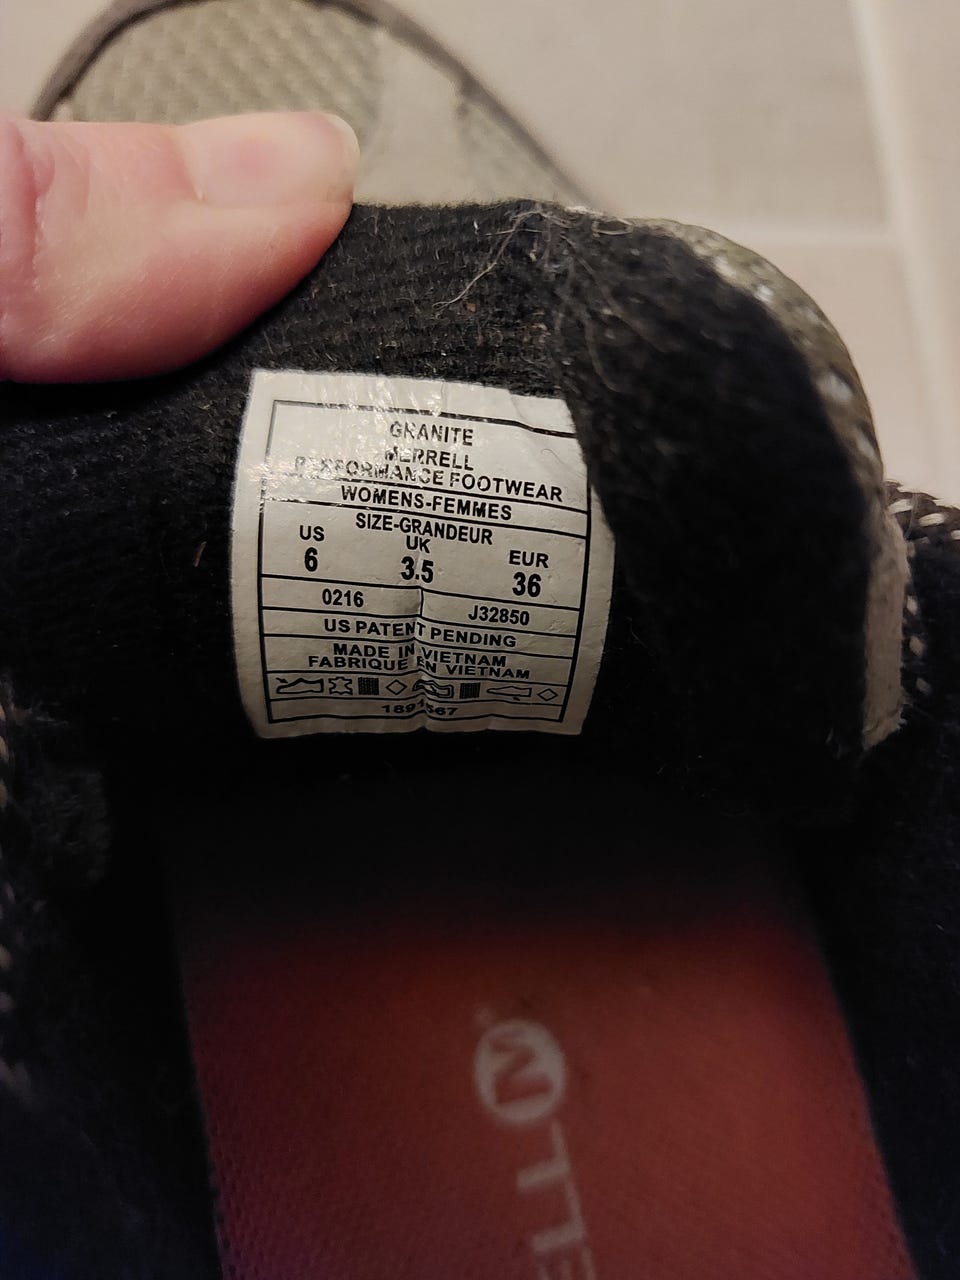 GRANITE
MERRELL
PERFORMANCE FOOTWEAR
WOMENS-FEMMES
SIZE-GRANDEUR
US UK EUR
6 3.5 36
0216 J32850
US PATENT PENDING
MADE IN VIETNAM
FABRIQUE EN VIETNAM
M
ELL